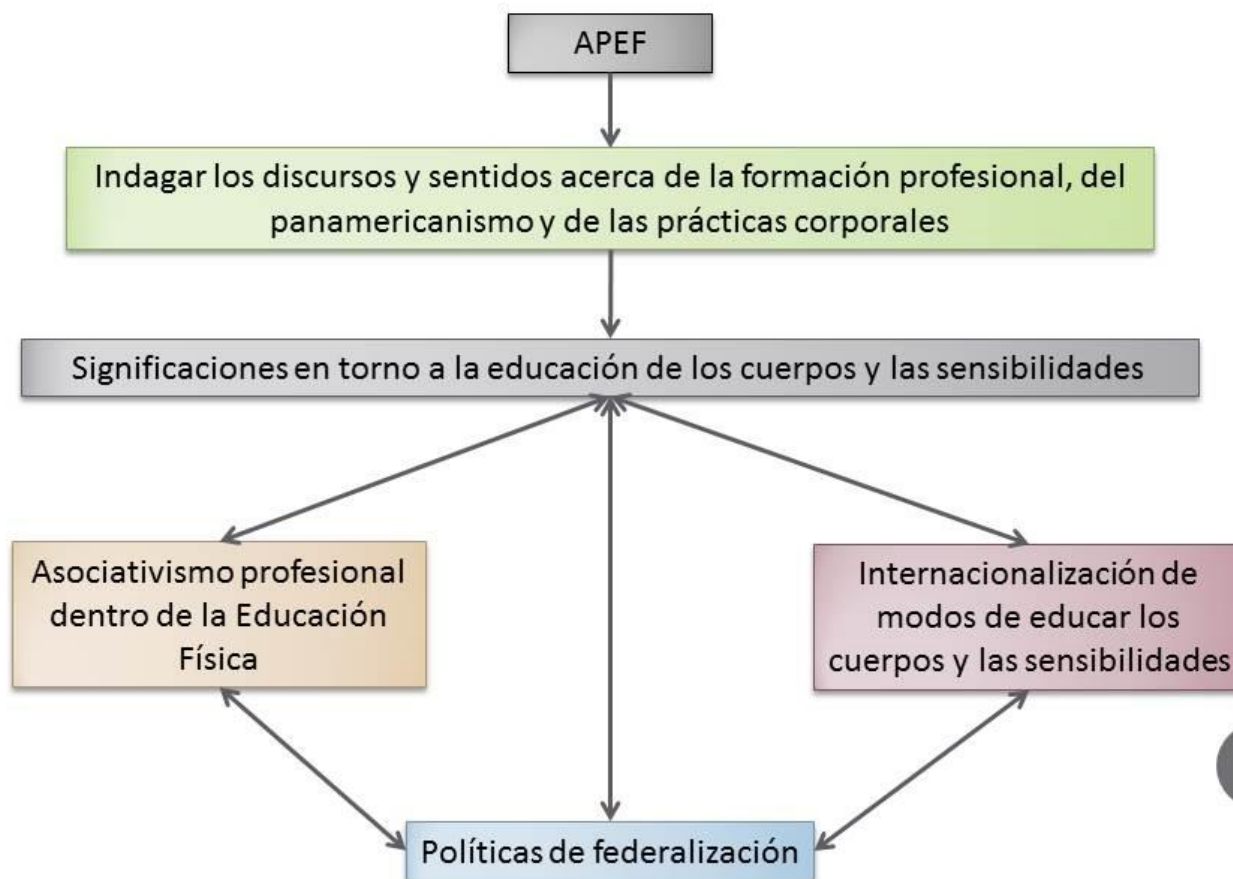 APEF
Indagar los discursos y sentidos acerca de la formación profesional, del
panamericanismo y de las prácticas corporales
Significaciones en torno a la educación de los cuerpos y las sensibilidades
Asociativismo profesional
dentro de la Educación
Física
Internacionalización de
modos de educar los
cuerpos y las sensibilidades
Políticas de federalización